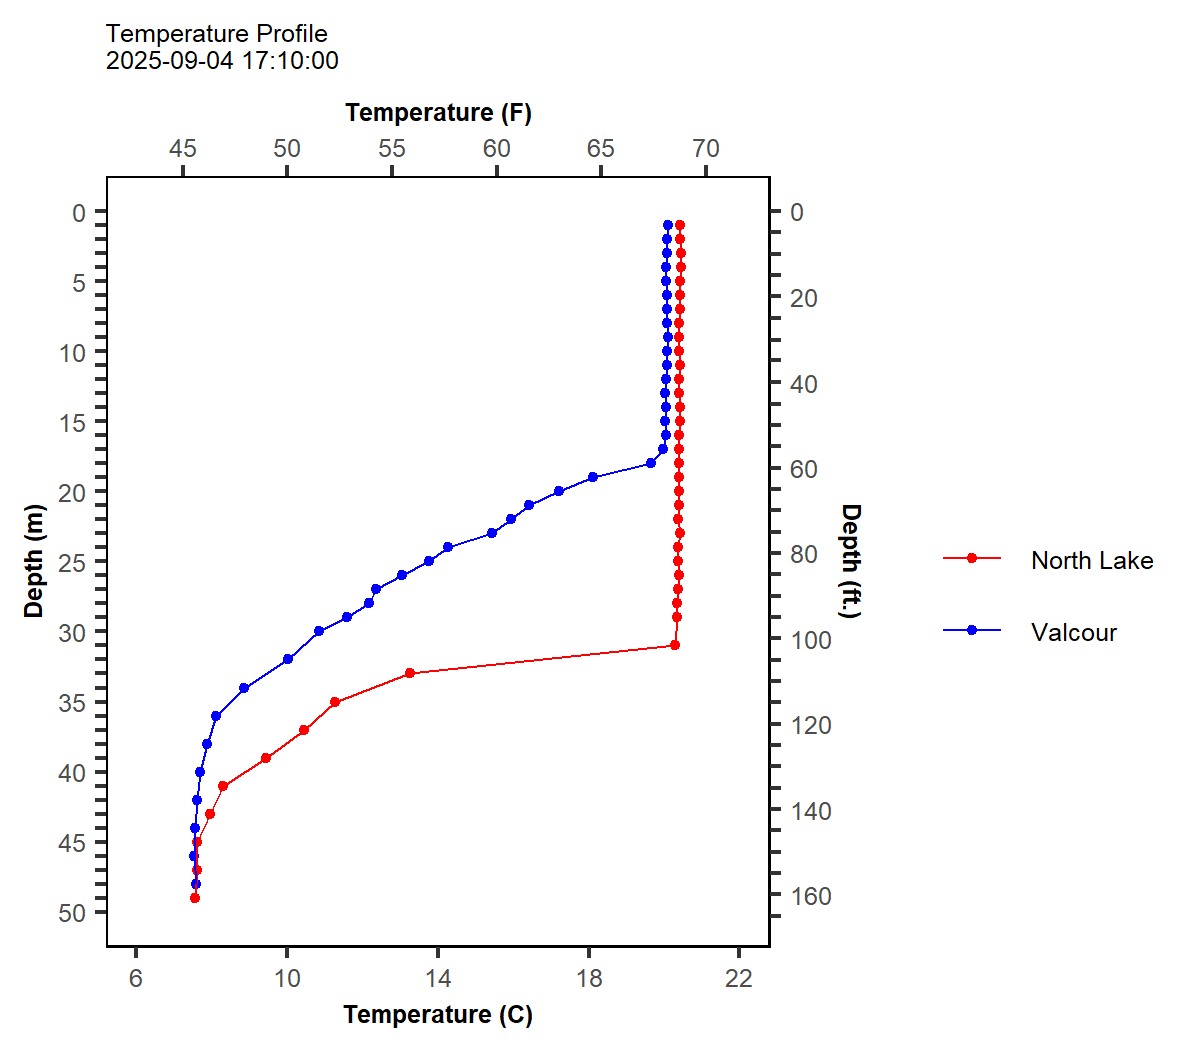 Temperature Profile
2025-09-04 17:10:00
Temperature (F)
45 50 55 60 65 70
0 0
5
20
10
40
15
60
20
Depth (m)
Depth (ft.)
25 80
North Lake
30 100
Valcour
35
120
40
140
45
160
50
6 10 14 18 22
Temperature (C)